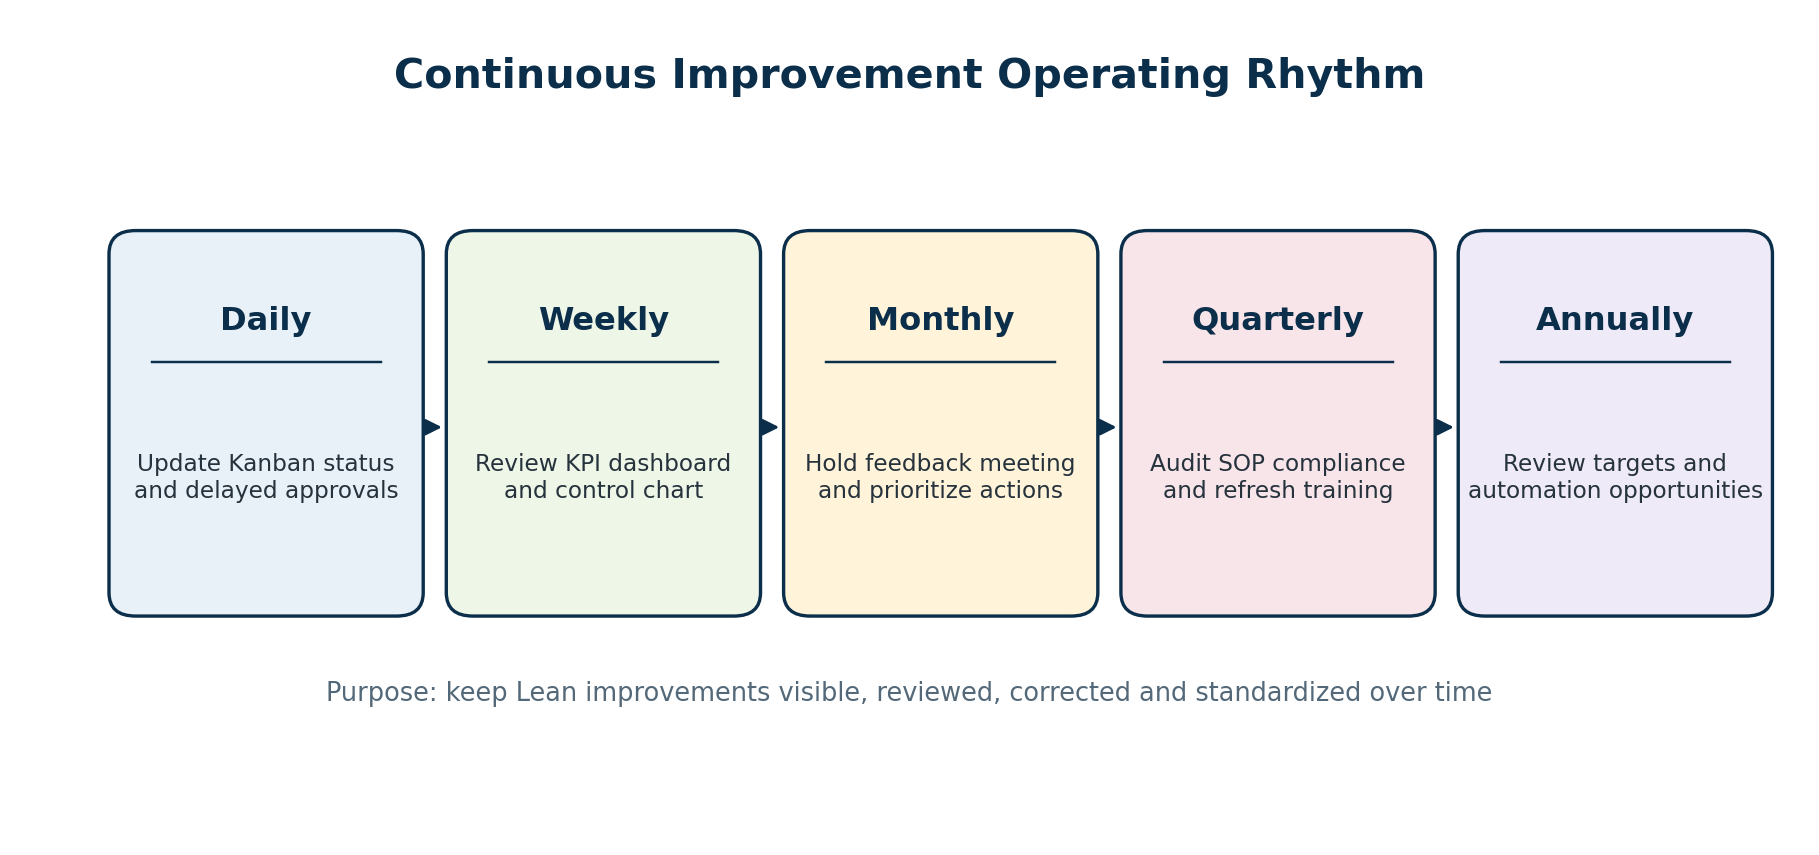 Continuous Improvement Operating Rhythm
Daily
Update Kanban status
and delayed approvals
Weekly
Review KPI dashboard
and control chart
Monthly
Hold feedback meeting
and prioritize actions
Quarterly
Audit SOP compliance
and refresh training
Annually
Review targets and
automation opportunities
Purpose: keep Lean improvements visible, reviewed, corrected and standardized over time